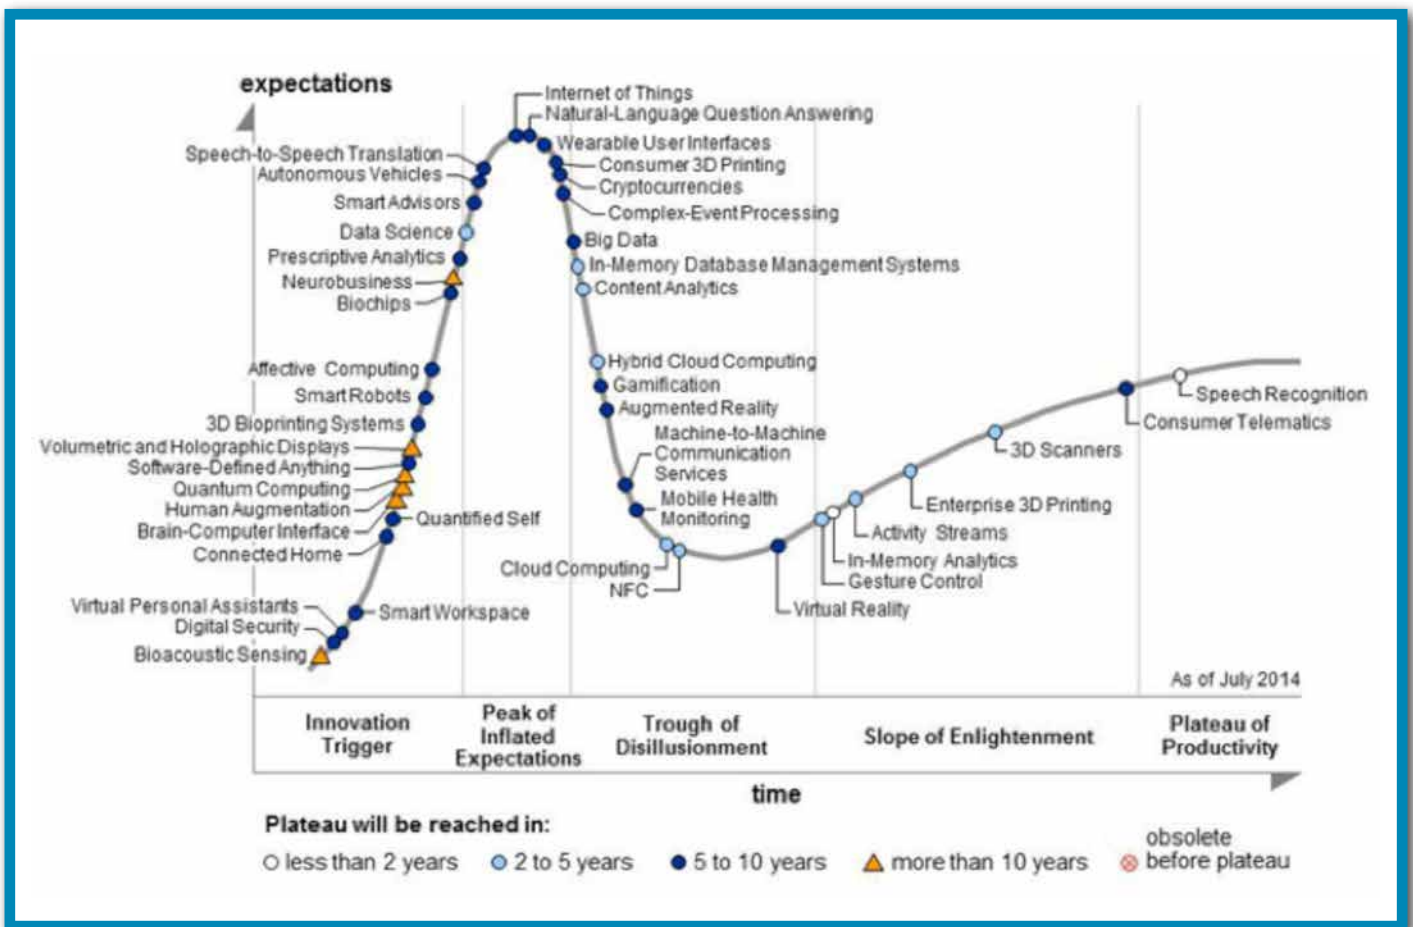 expectations
Internet of Things
Natural-Language Question Answering
Wearable User Interfaces
Consumer 3D Printing
Cryptocurrencies
Complex-Event Processing
Speech-to-Speech Translation
Autonomous Vehicles
Smart Advisors
Data Science
Prescriptive Analytics
Neurobusiness
Biochips
Big Data
In-Memory Database Management Systems
Content Analytics
Affective Computing
Smart Robots
3D Bioprinting Systems
Volumetric and Holographic Displays
Software-Defined Anything
Quantum Computing
Human Augmentation
Brain-Computer Interface
Connected Home
Quantified Self
Virtual Personal Assistants
Digital Security
Bioacoustic Sensing
Smart Workspace
Hybrid Cloud Computing
Gamification
Augmented Reality
Machine-to-Machine
Communication
Services
Mobile Health
Monitoring
Cloud Computing
NFC
Virtual Reality
Gesture Control
In-Memory Analytics
Activity Streams
Enterprise 3D Printing
3D Scanners
Consumer Telematics
Speech Recognition
As of July 2014
Innovation
Trigger
Peak of
Inflated
Expectations
Trough of
Disillusionment
Slope of Enlightenment
Plateau of
Productivity
time
Plateau will be reached in:
less than 2 years
2 to 5 years
5 to 10 years
more than 10 years
obsolete
before plateau